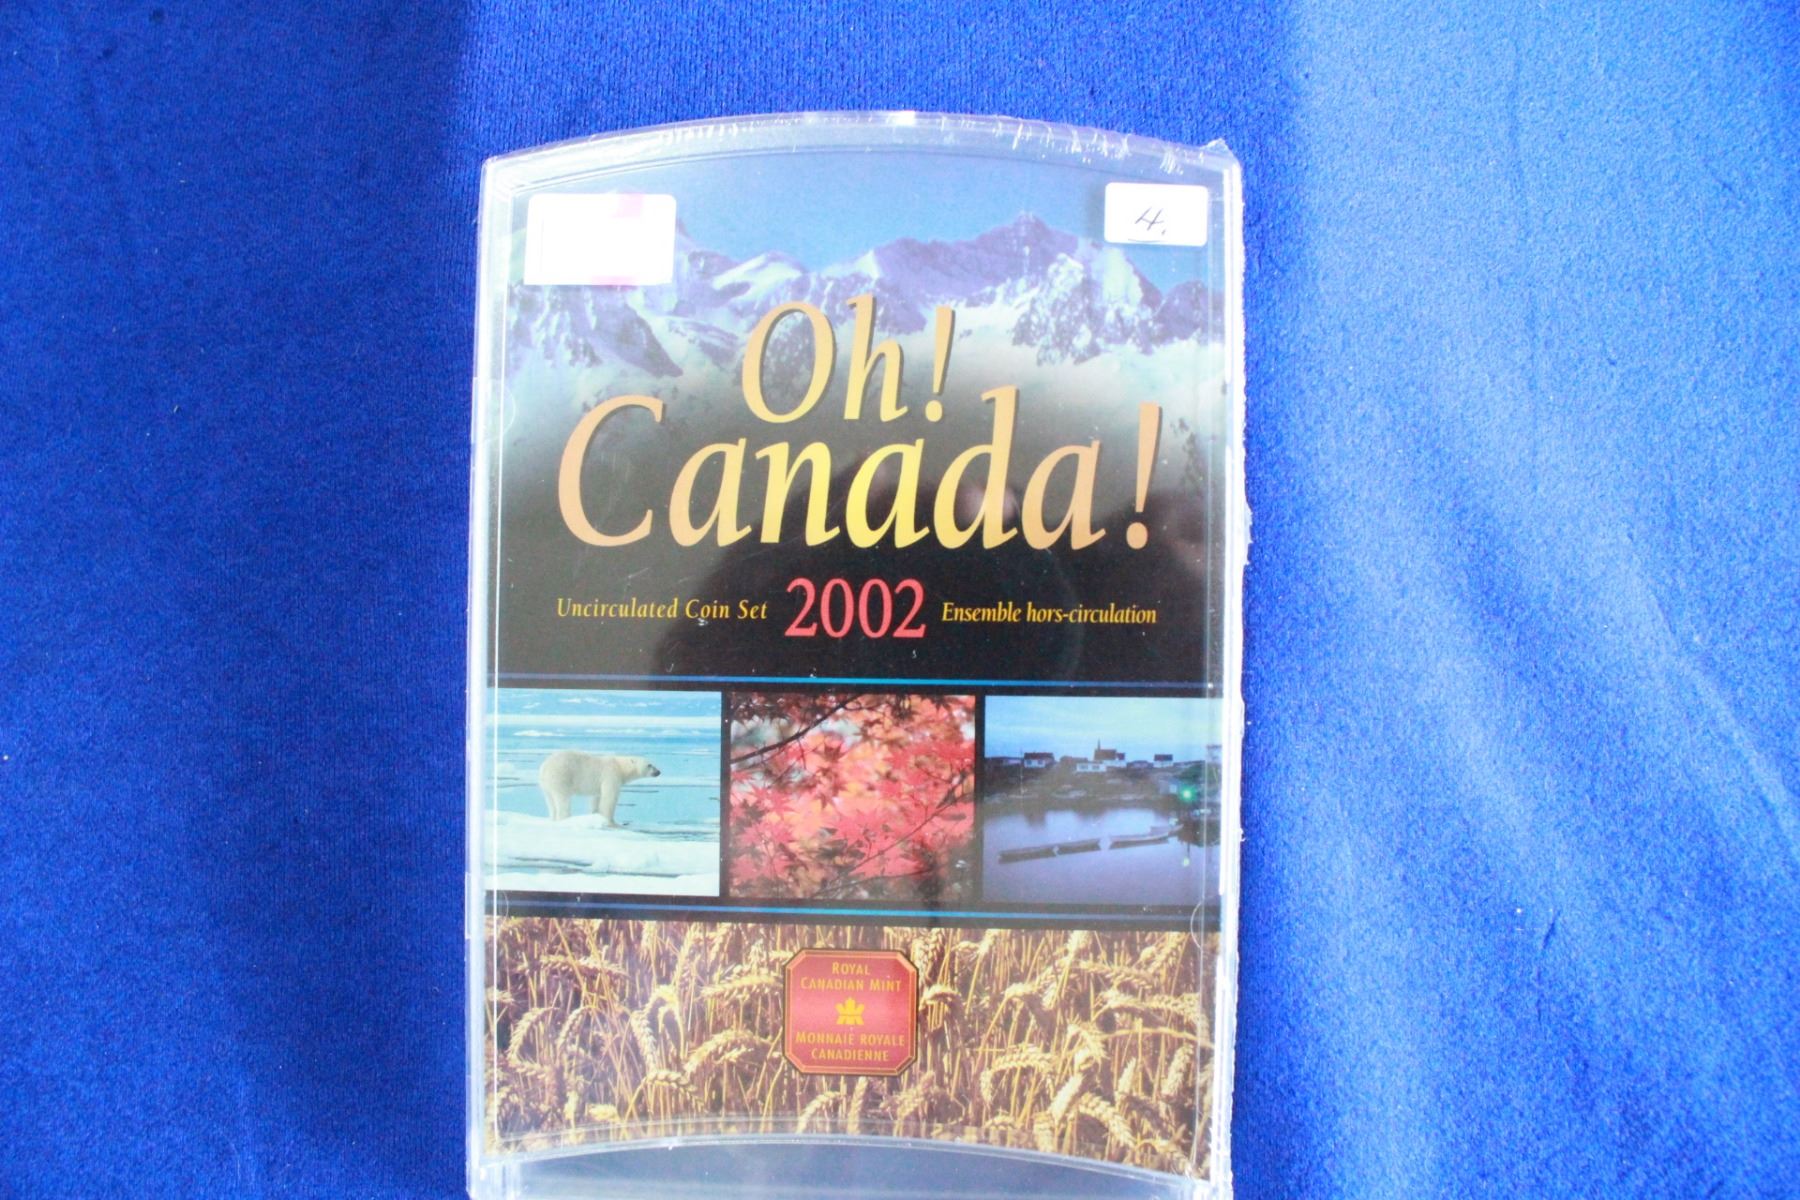 4.
Oh!
Canada!
Uncirculated Coin Set 2002 Ensemble hors-circulation
ROYAL
CANADIAN MINT
MONNAIE ROYALE
CANADIENNE